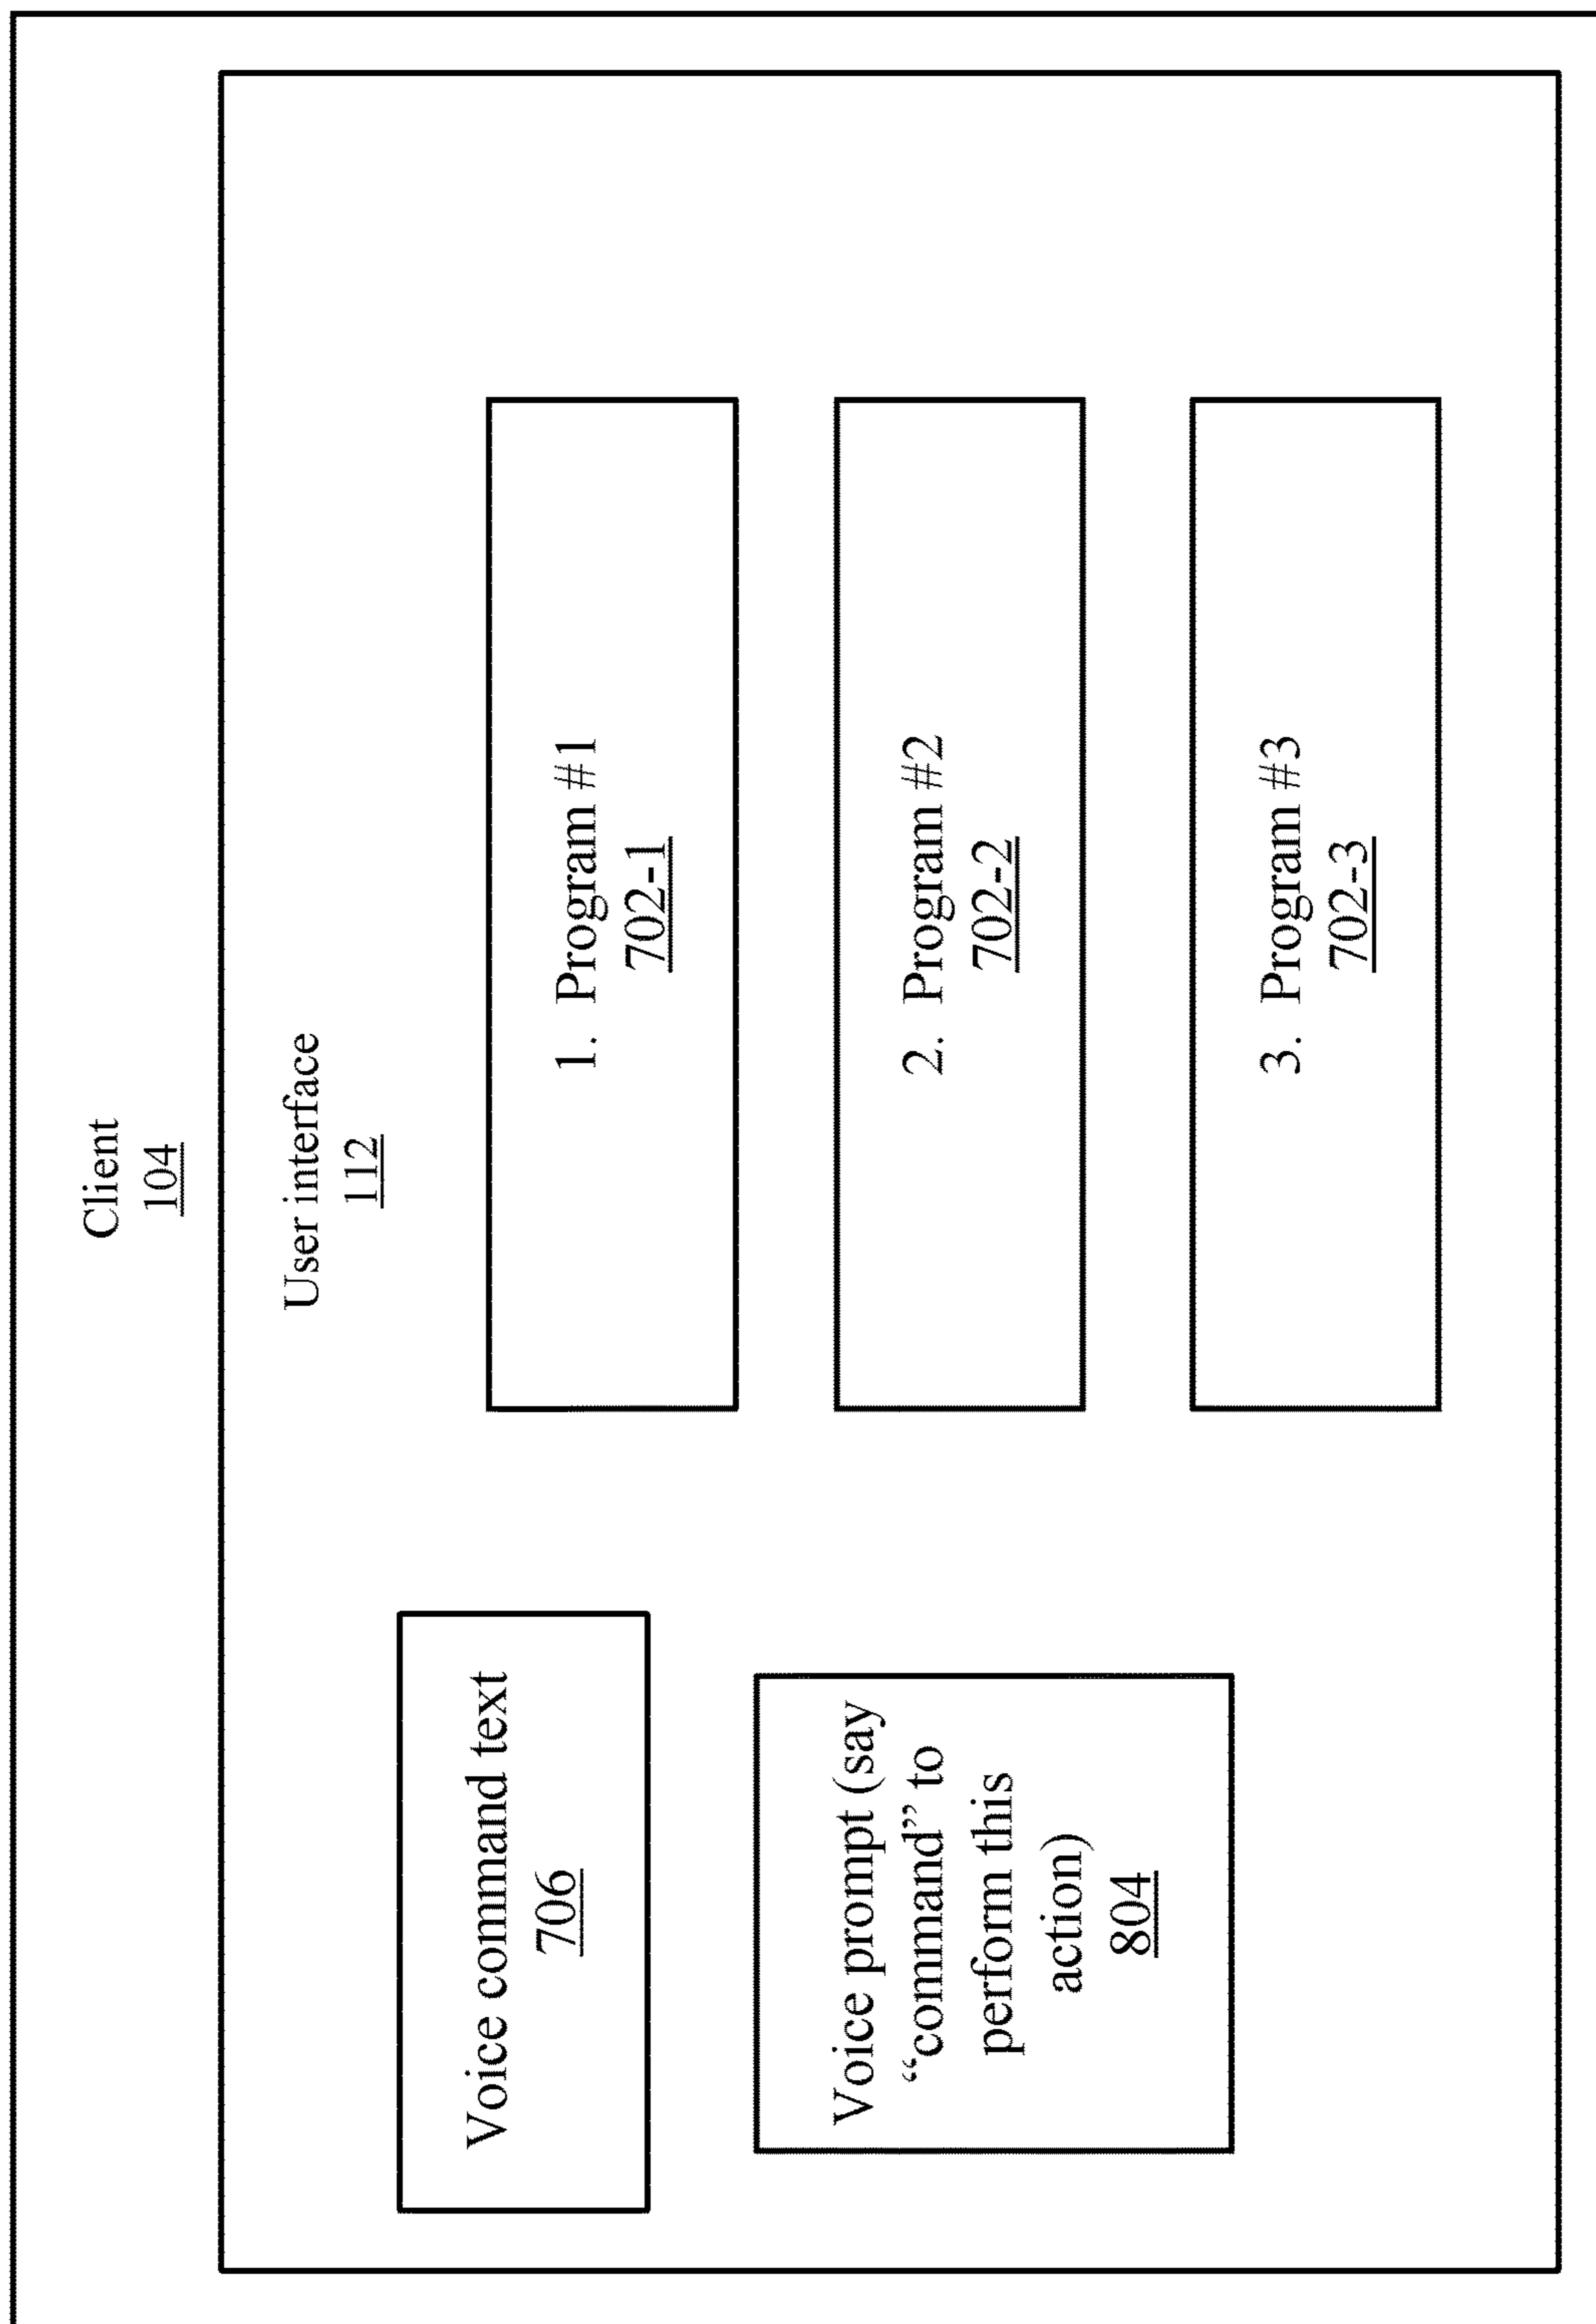 Client
104
User interface
112
Voice command text
706
Voice prompt (say
“command” to
perform this
action)
804
1. Program #1
702-1
2. Program #2
702-2
3. Program #3
702-3